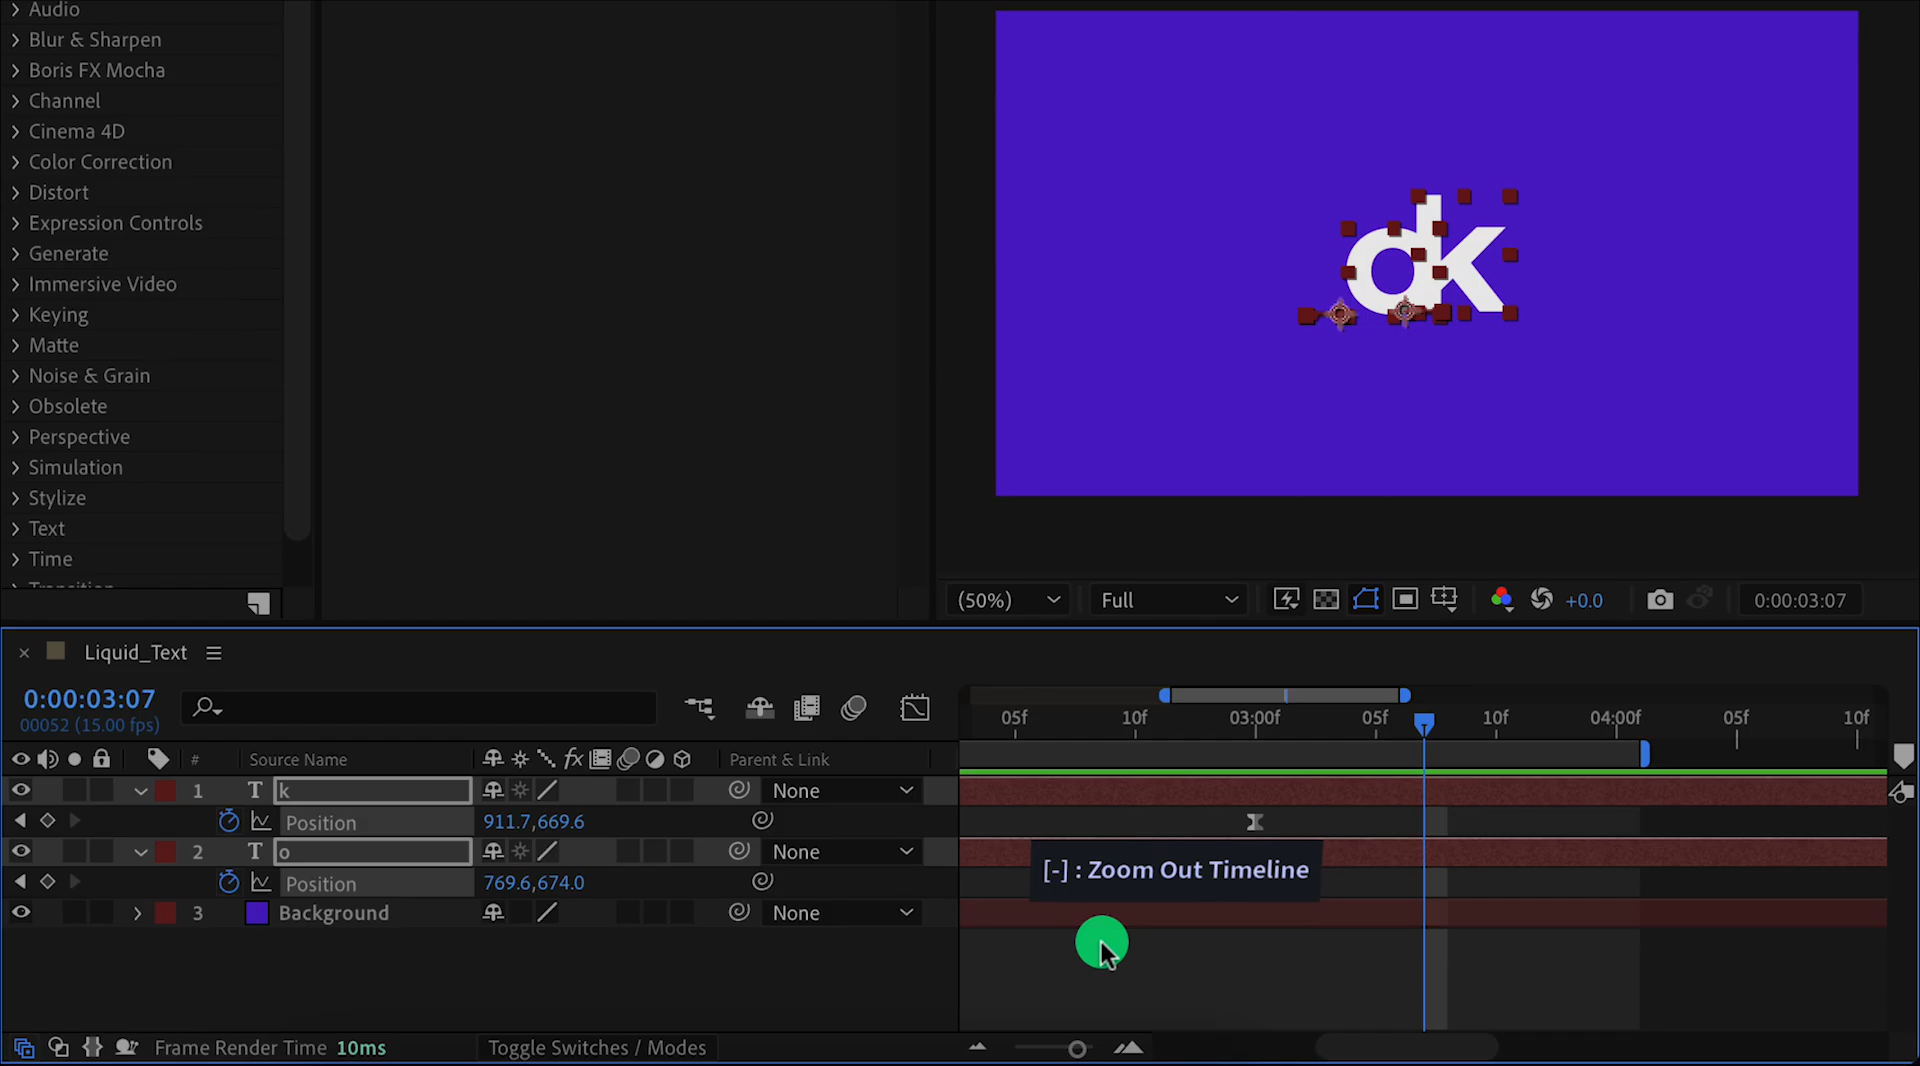 Audio
Blur & Sharpen
Boris FX Mocha
Channel
Cinema 4D
Color Correction
Distort
Expression Controls
Generate
Immersive Video
Keying
Matte
Noise & Grain
Obsolete
Perspective
Simulation
Stylize
Text
Time
Transition
ok
(50%)
Full
+0.0
0:00:03:07
Liquid_Text
0:00:03:07
00052 (15.00 fps)
05f 10f 03:00f 05f 10f 04:00f 05f 10f
# Source Name fx Parent & Link
1 T k None
Position 911.7,669.6
2 T o None
Position 769.6,674.0
[-] : Zoom Out Timeline
3 Background None
Frame Render Time 10ms
Toggle Switches / Modes